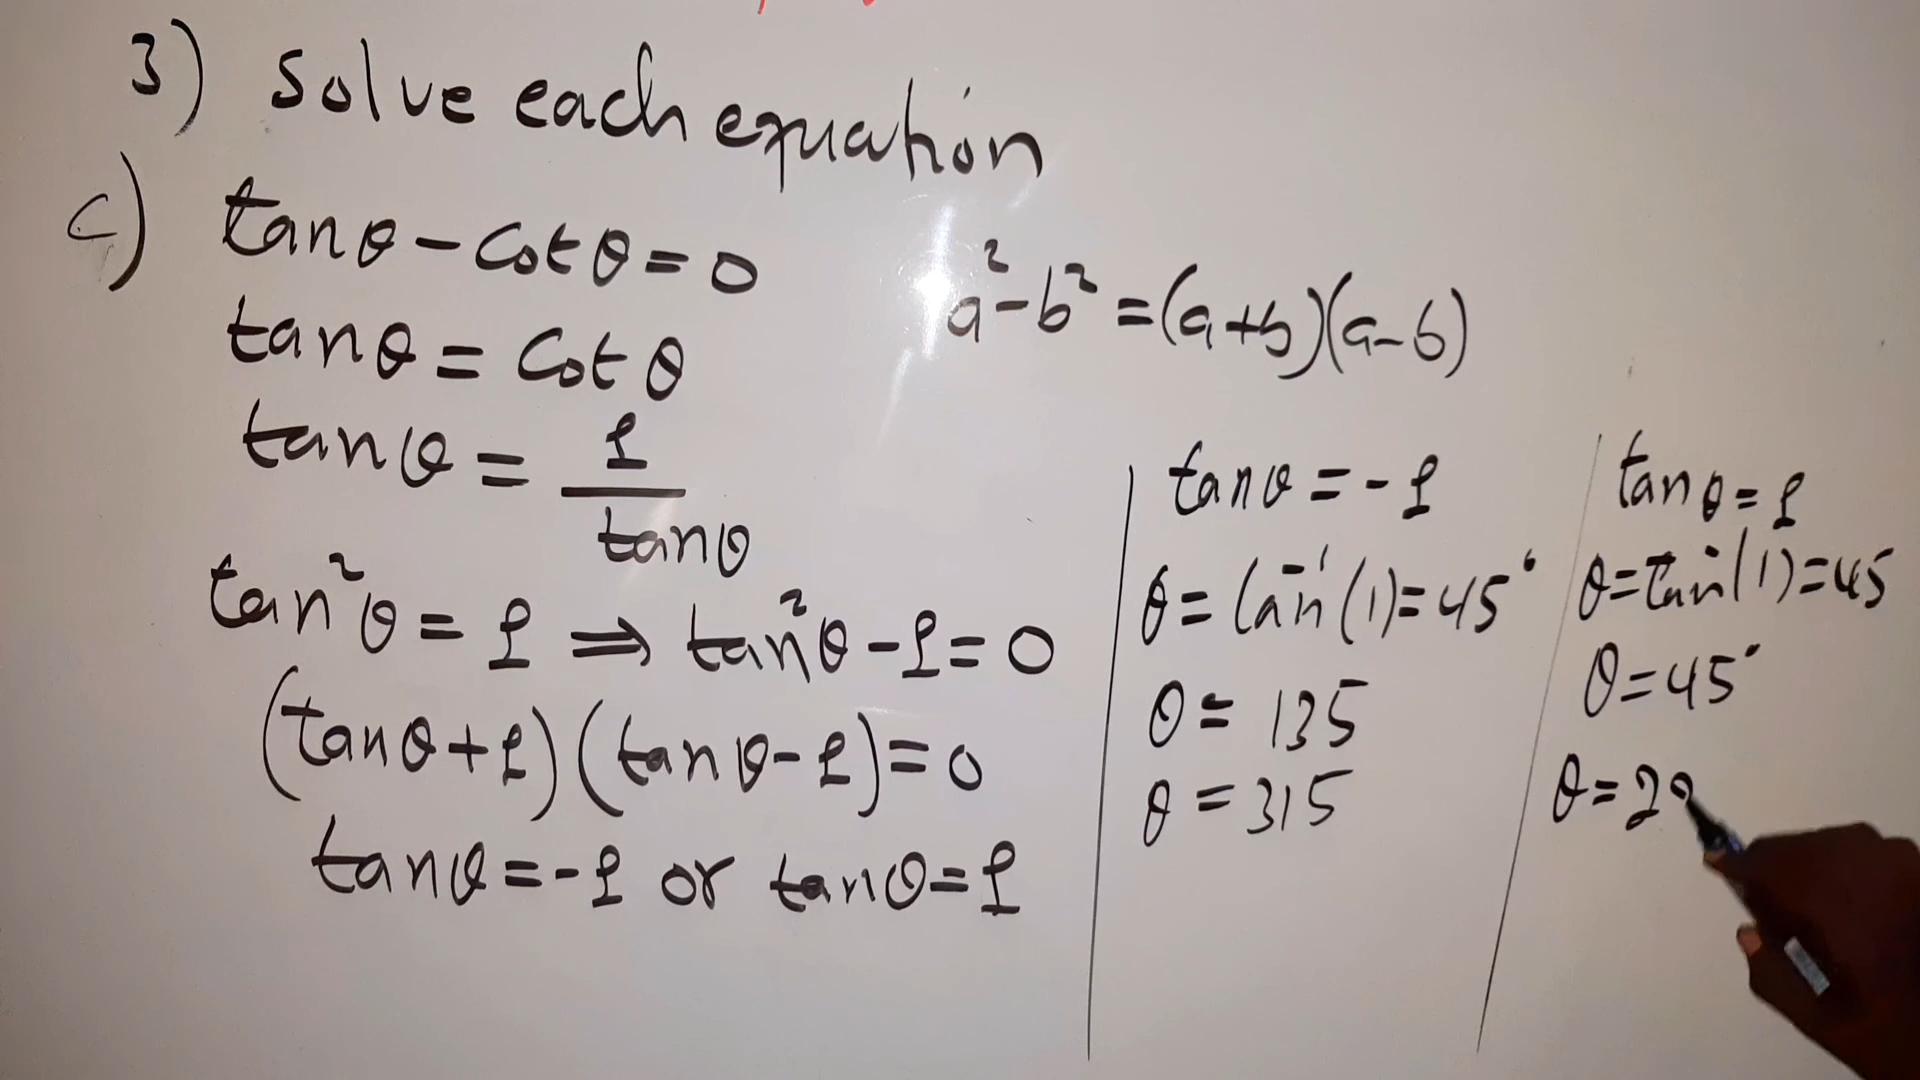 3) Solve each equation
c) tanθ - cotθ = 0
tanθ = cotθ
tanθ = 1/tanθ
tan²θ = 1 ⇒ tan²θ - 1 = 0
(tanθ + 1)(tanθ - 1) = 0
tanθ = -1 or tanθ = 1
a² - b² = (a + b)(a - b)
tanθ = -1
θ = tan⁻¹(1) = 45°
θ = 135
θ = 315
tanθ = 1
θ = tan⁻¹(1) = 45
θ = 45°
θ = 2